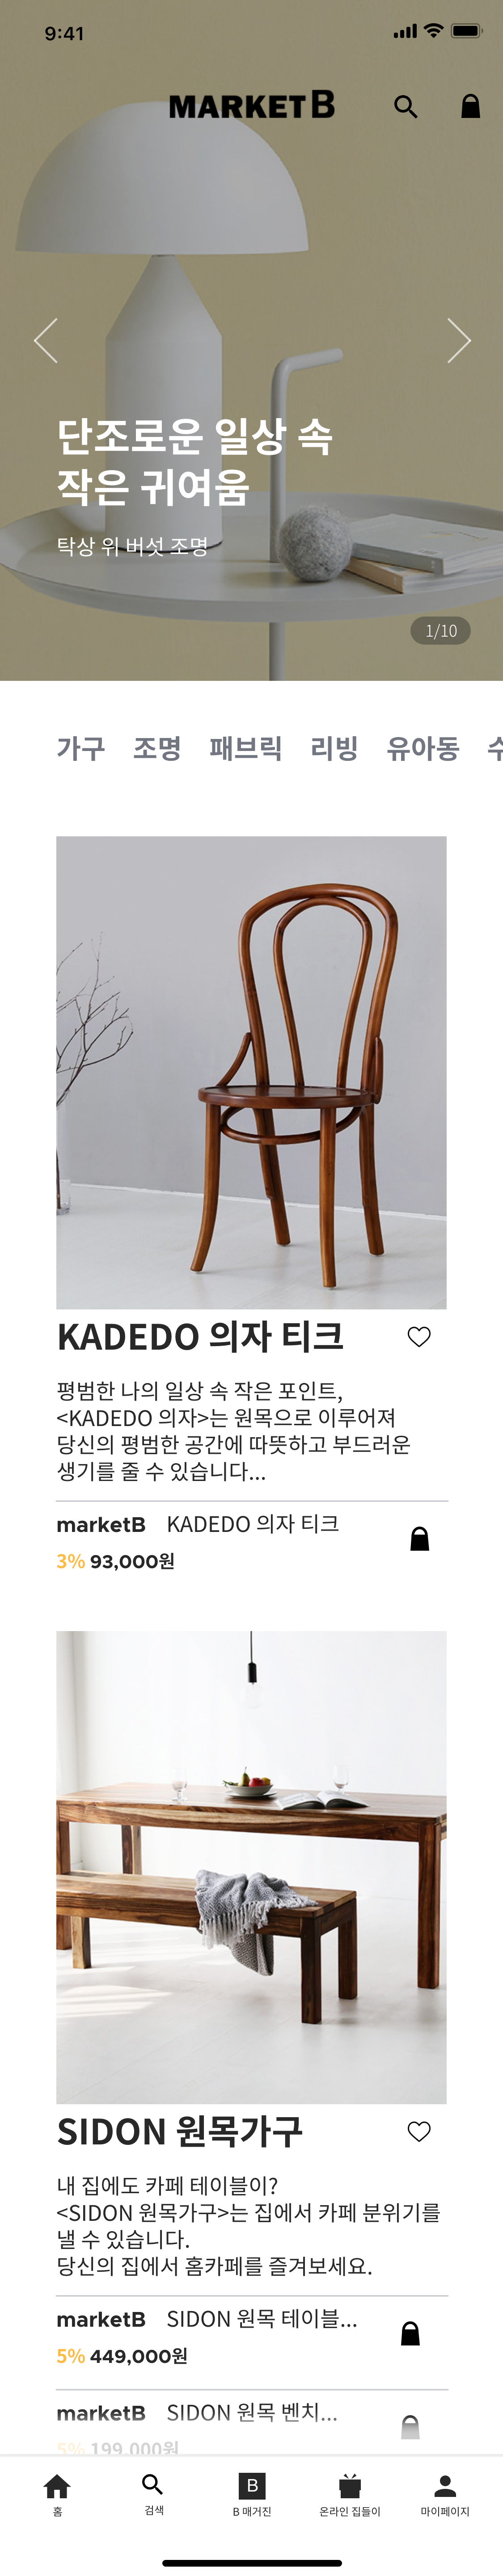 9:41
MARKET B
단조로운 일상 속
작은 귀여움
탁상 위 버섯 조명
1/10
가구 조명 패브릭 리빙 유아동 수
KADEDO 의자 티크
평범한 나의 일상 속 작은 포인트,
<KADEDO 의자>는 원목으로 이루어져
당신의 평범한 공간에 따뜻하고 부드러운
생기를 줄 수 있습니다...
marketB KADEDO 의자 티크
3% 93,000원
SIDON 원목가구
내 집에도 카페 테이블이?
<SIDON 원목가구>는 집에서 카페 분위기를
낼 수 있습니다.
당신의 집에서 홈카페를 즐겨보세요.
marketB SIDON 원목 테이블...
5% 449,000원
marketB SIDON 원목 벤치...
5% 199,000원
B
홈 검색 B 매거진 온라인 집들이 마이페이지